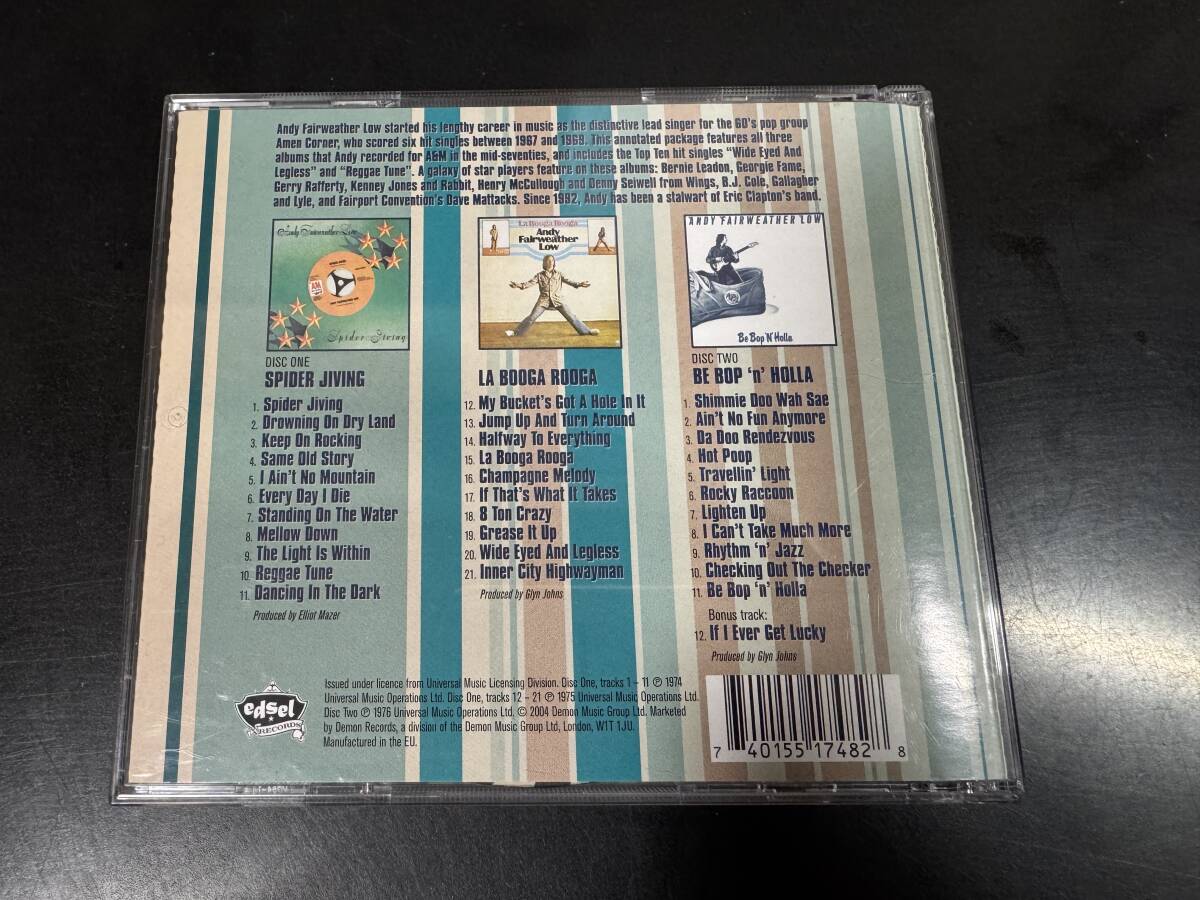 Andy Fairweather Low started his lengthy career in music as the distinctive lead singer for the 60's pop group
Amen Corner, who scored six hit singles between 1967 and 1969. This annotated package features all three
albums that Andy recorded for A&M in the mid-seventies, and includes the Top Ten hit singles "Wide Eyed And
Legless" and "Reggae Tune". A galaxy of star players feature on these albums: Bernie Leadon, Georgie Fame,
Gerry Rafferty, Kenney Jones and Rabbit, Henry McCullough and Denny Seiwell from Wings, B.J. Cole, Gallagher
and Lyle, and Fairport Convention's Dave Mattacks. Since 1992, Andy has been a stalwart of Eric Clapton's band.
Andy Fairweather Low
AM
Spider Jiving
La Booga Rooga
Andy
Fairweather
Low
ANDY FAIRWEATHER LOW
Be Bop 'N' Holla
DISC ONE
SPIDER JIVING
1. Spider Jiving
2. Drowning On Dry Land
3. Keep On Rocking
4. Same Old Story
5. I Ain't No Mountain
6. Every Day I Die
7. Standing On The Water
8. Mellow Down
9. The Light Is Within
10. Reggae Tune
11. Dancing In The Dark
Produced by Elliot Mazer
LA BOOGA ROOGA
12. My Bucket's Got A Hole In It
13. Jump Up And Turn Around
14. Halfway To Everything
15. La Booga Rooga
16. Champagne Melody
17. If That's What It Takes
18. 8 Ton Crazy
19. Grease It Up
20. Wide Eyed And Legless
21. Inner City Highwayman
Produced by Glyn Johns
DISC TWO
BE BOP 'n' HOLLA
1. Shimmie Doo Wah Sae
2. Ain't No Fun Anymore
3. Da Doo Rendezvous
4. Hot Poop
5. Travellin' Light
6. Rocky Raccoon
7. Lighten Up
8. I Can't Take Much More
9. Rhythm 'n' Jazz
10. Checking Out The Checker
11. Be Bop 'n' Holla
Bonus track:
12. If I Ever Get Lucky
Produced by Glyn Johns
edsel
RECORDS
Issued under licence from Universal Music Licensing Division. Disc One, tracks 1 – 11 ℗ 1974
Universal Music Operations Ltd. Disc One, tracks 12 – 21 ℗ 1975 Universal Music Operations Ltd.
Disc Two ℗ 1976 Universal Music Operations Ltd. © 2004 Demon Music Group Ltd. Marketed
by Demon Records, a division of the Demon Music Group Ltd, London, W1T 1JU.
Manufactured in the EU.
7 40155 17482 8